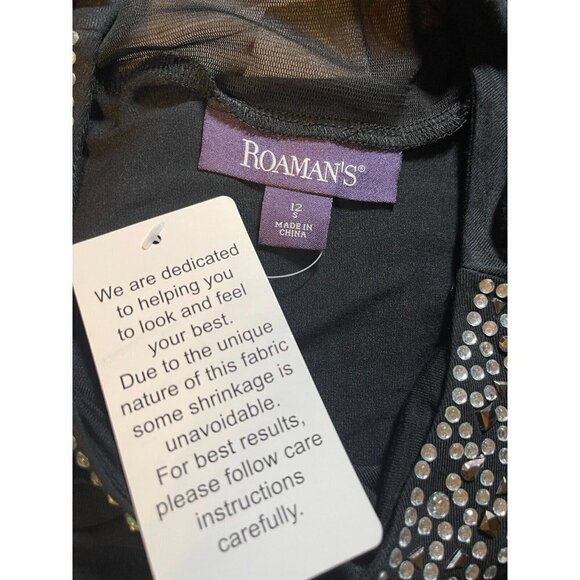 ROAMAN'S®
12
S
MADE IN
CHINA
We are dedicated
to helping you
to look and feel
your best.
Due to the unique
nature of this fabric
some shrinkage is
unavoidable.
For best results,
please follow care
instructions
carefully.